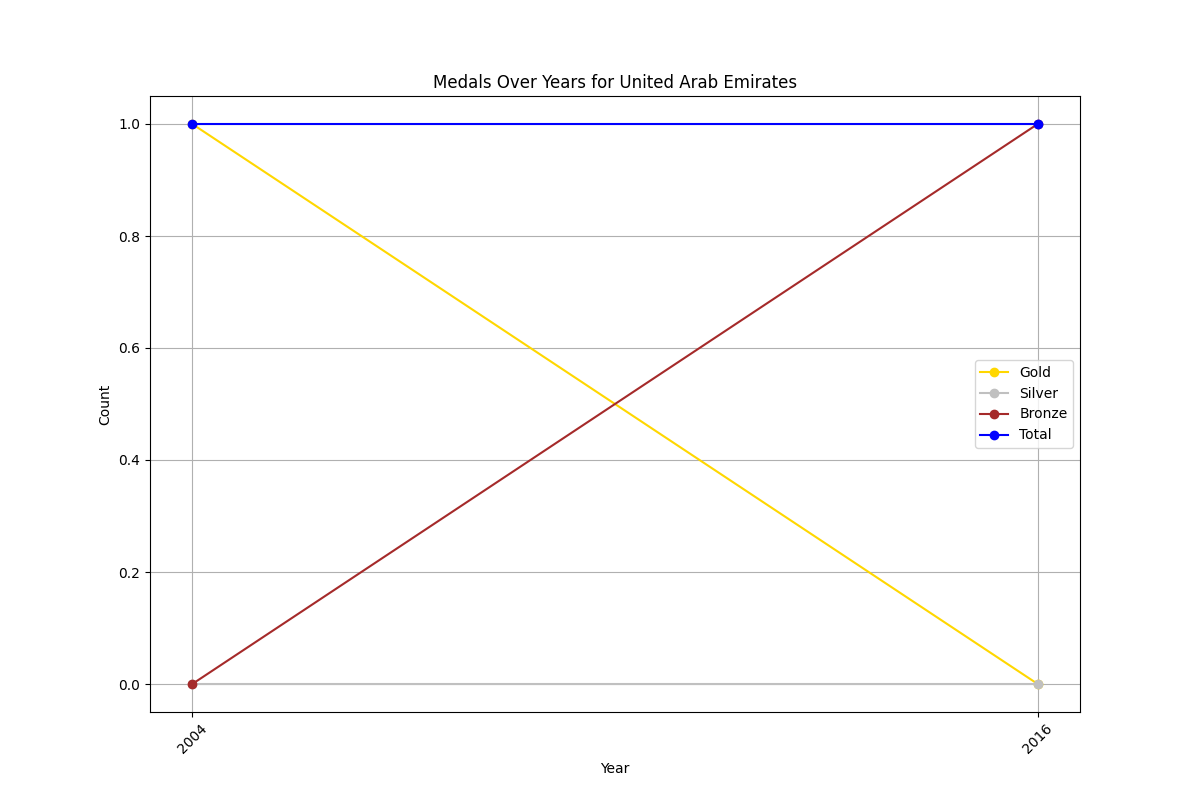 Medals Over Years for United Arab Emirates
1.0
0.8
0.6
0.4
0.2
0.0
Count
Gold
Silver
Bronze
Total
2004
2016
Year